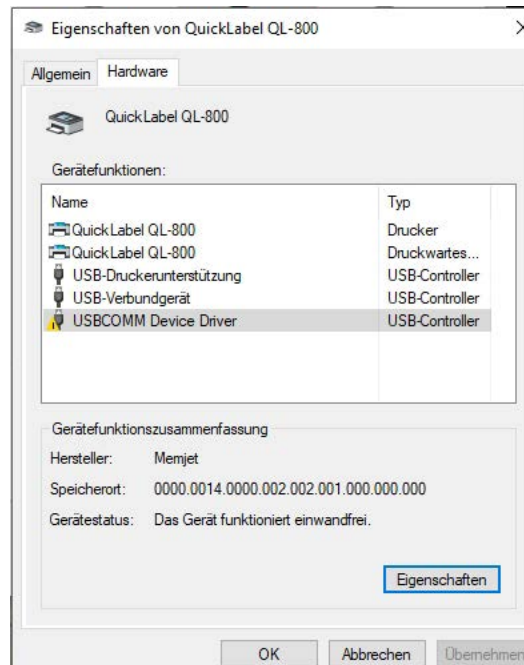 Eigenschaften von QuickLabel QL-800
Allgemein Hardware
QuickLabel QL-800
Gerätefunktionen:
Name Typ
QuickLabel QL-800 Drucker
QuickLabel QL-800 Druckwartes...
USB-Druckerunterstützung USB-Controller
USB-Verbundgerät USB-Controller
USBCOMM Device Driver USB-Controller
Gerätefunktionszusammenfassung
Hersteller: Memjet
Speicherort: 0000.0014.0000.002.002.001.000.000.000
Gerätestatus: Das Gerät funktioniert einwandfrei.
Eigenschaften
OK Abbrechen Übernehmen